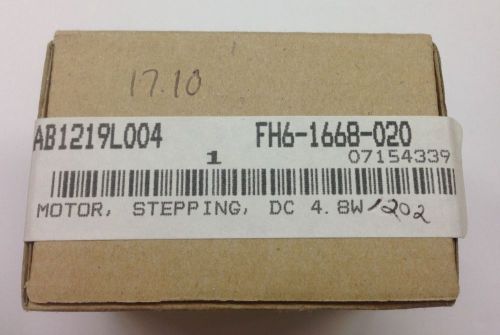 17.10
AB1219L004 FH6-1668-020
1 07154339
MOTOR, STEPPING, DC 4.8W 1202